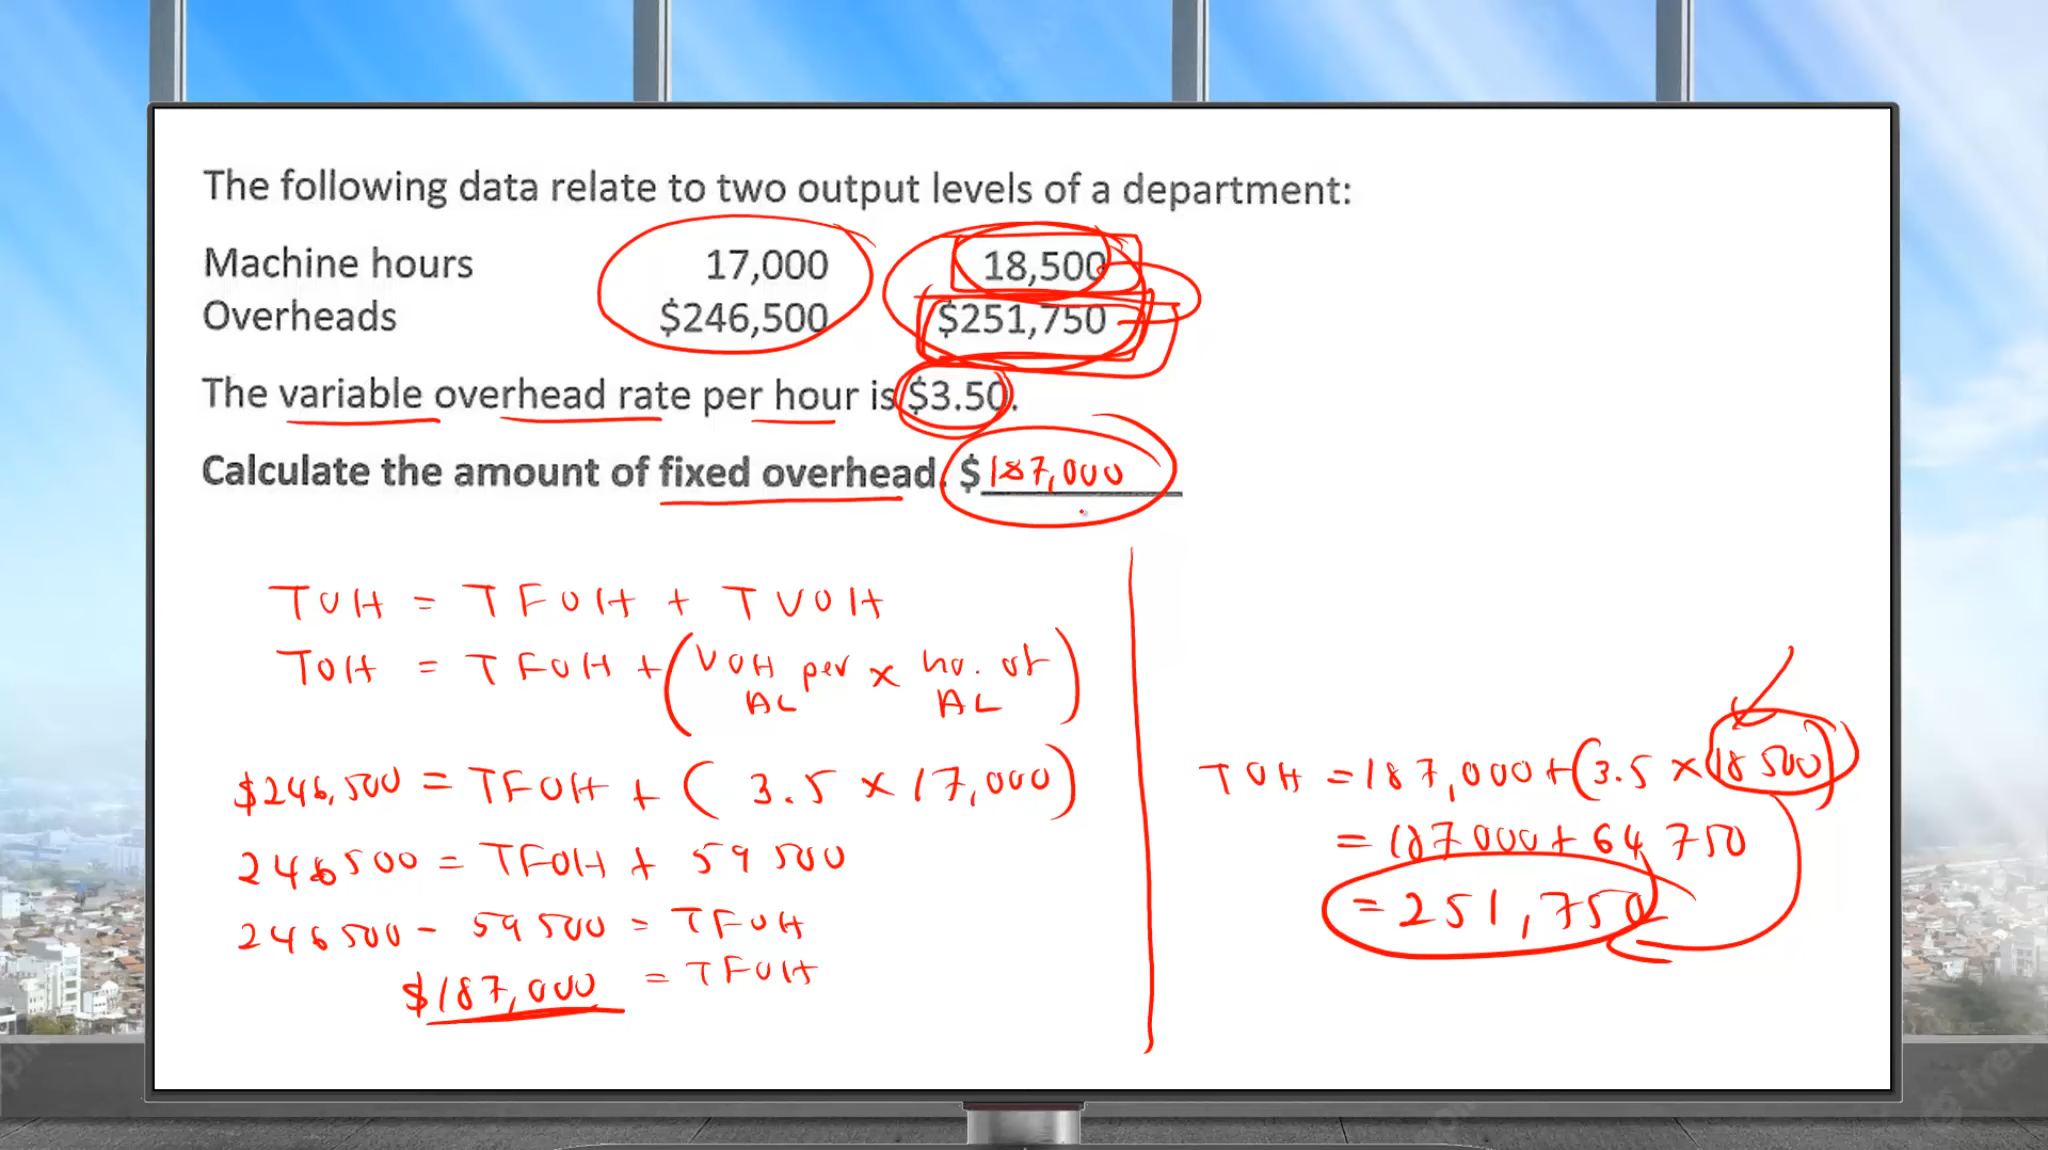 The following data relate to two output levels of a department:
Machine hours 17,000 18,500
Overheads $246,500 $251,750
The variable overhead rate per hour is $3.50.
Calculate the amount of fixed overhead. $187,000
TOH = TFOH + TVOH
TOH = TFOH + (VOH per AL × no. of AL)
$246,500 = TFOH + ( 3.5 × 17,000)
246500 = TFOH + 59500
246500 - 59500 = TFOH
$187,000 = TFOH
TOH = 187,000 + (3.5 × 18500)
= 187000 + 64750
= 251,750